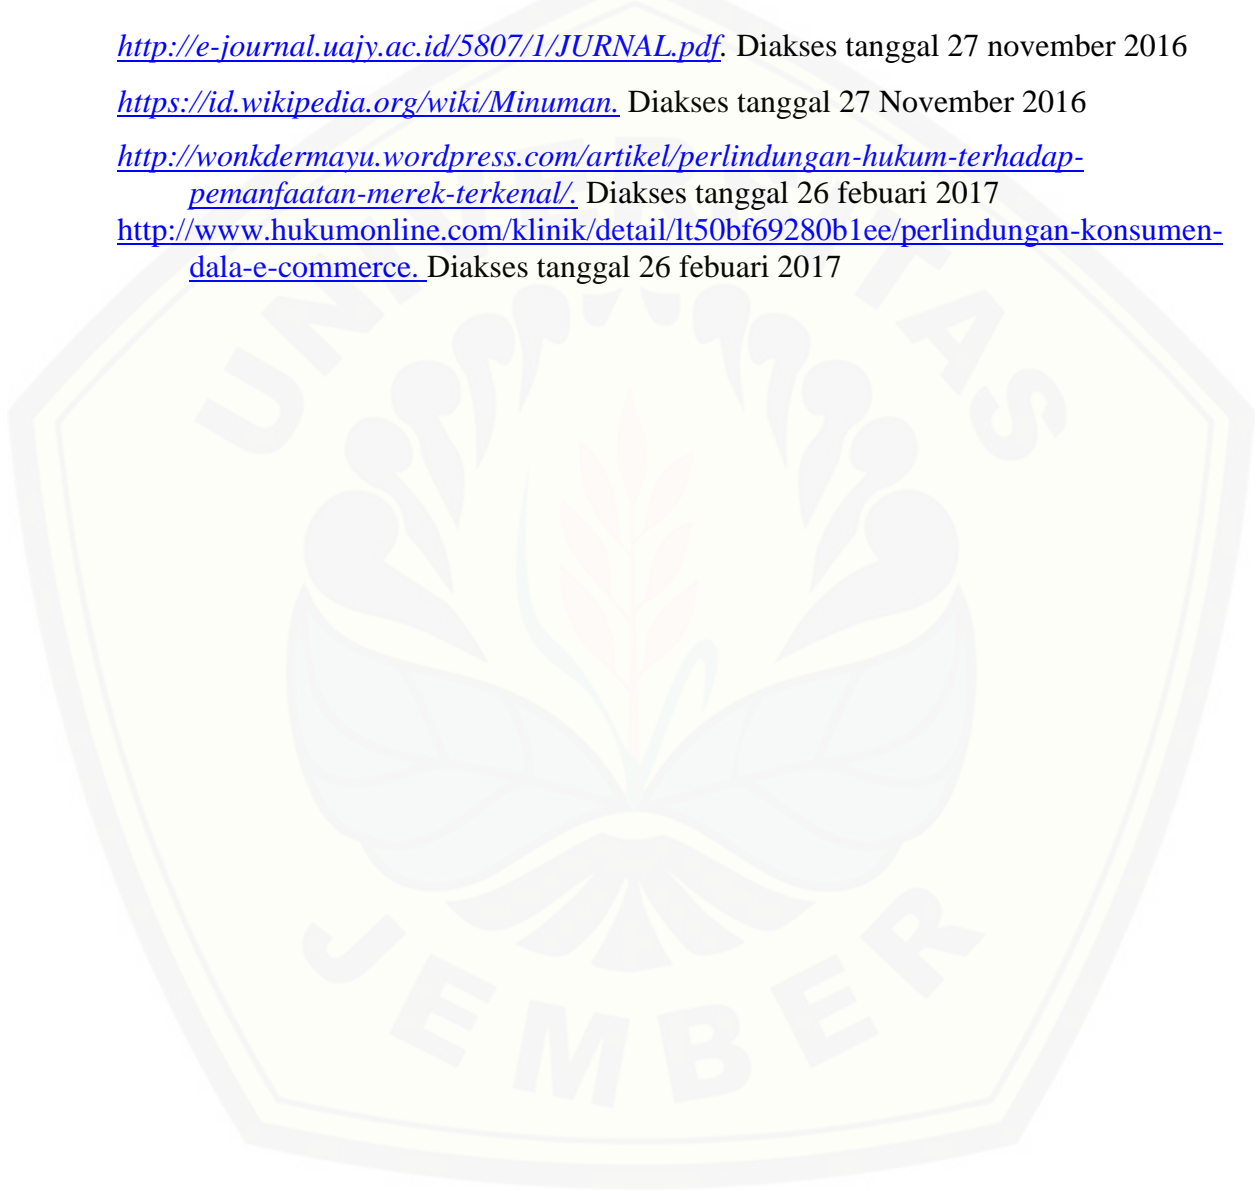 http://e-journal.uajy.ac.id/5807/1/JURNAL.pdf. Diakses tanggal 27 november 2016
https://id.wikipedia.org/wiki/Minuman. Diakses tanggal 27 November 2016
http://wonkdermayu.wordpress.com/artikel/perlindungan-hukum-terhadap-
pemanfaatan-merek-terkenal/. Diakses tanggal 26 febuari 2017
http://www.hukumonline.com/klinik/detail/lt50bf69280b1ee/perlindungan-konsumen-
dala-e-commerce. Diakses tanggal 26 febuari 2017
UNIVERSITAS
JEMBER